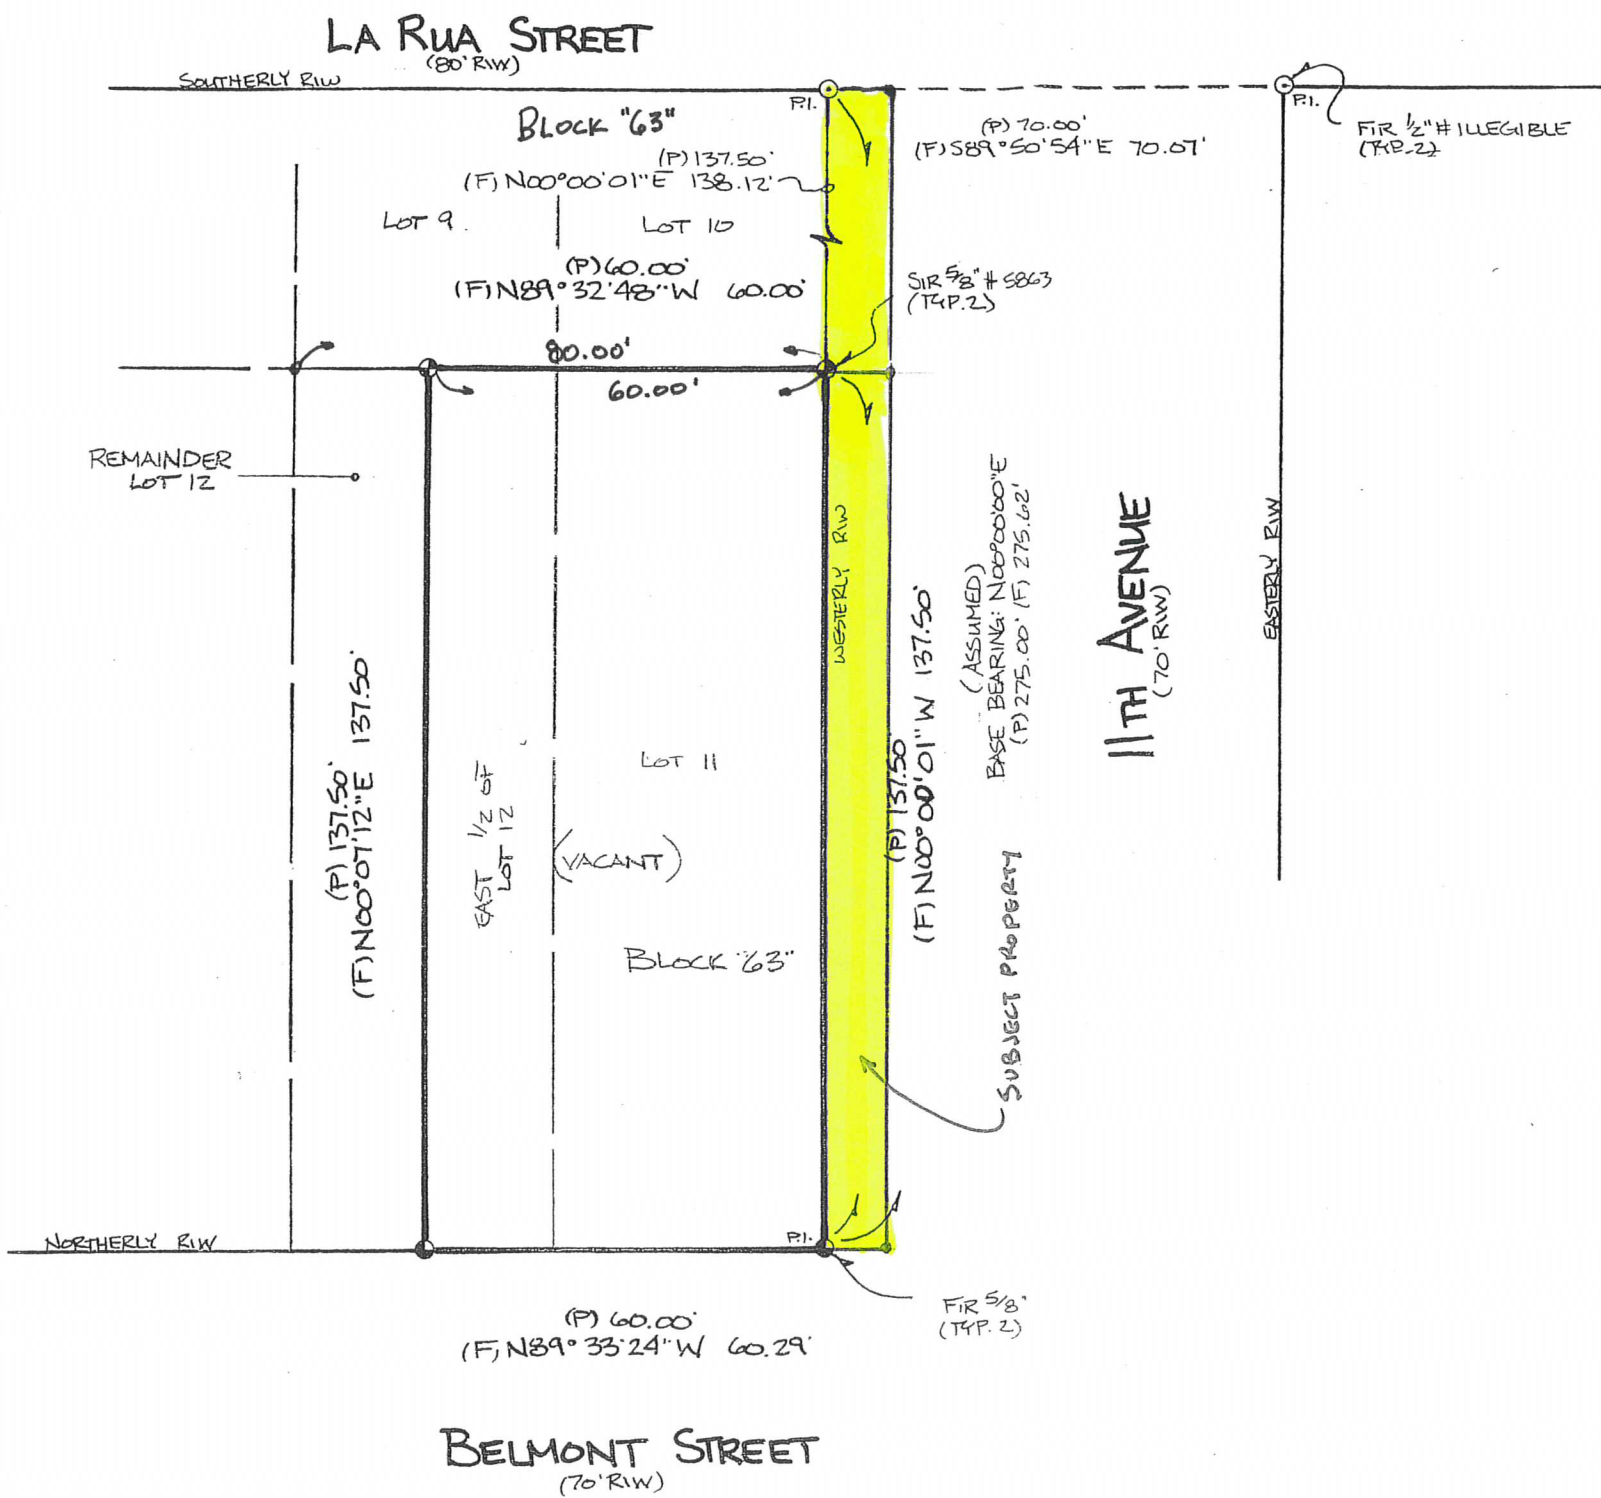 LA RUA STREET
(80' R/W)
SOUTHERLY R/W
P.I.
P.I.
BLOCK "63"
(P) 70.00'
(F) S89°50'54"E 70.07'
FIR 1/2" # ILLEGIBLE
(TYP. 2)
(P) 137.50'
(F) N00°00'01"E 138.12'
LOT 9
LOT 10
(P) 60.00'
(F) N89°32'48"W 60.00'
SIR 5/8" # 5863
(TYP. 2)
80.00'
60.00'
REMAINDER
LOT 12
WESTERLY R/W
(ASSUMED)
BASE BEARING: N00°00'00"E
(P) 275.00' (F) 275.62'
11TH AVENUE
(70' R/W)
EASTERLY R/W
(P) 137.50'
(F) N00°07'12"E 137.50'
(P) 137.50'
(F) N00°00'01"W 137.50'
LOT 11
EAST 1/2 OF
LOT 12
(VACANT)
BLOCK "63"
SUBJECT PROPERTY
NORTHERLY R/W
P.I.
FIR 5/8"
(TYP. 2)
(P) 60.00'
(F) N89°33'24"W 60.29'
BELMONT STREET
(70' R/W)